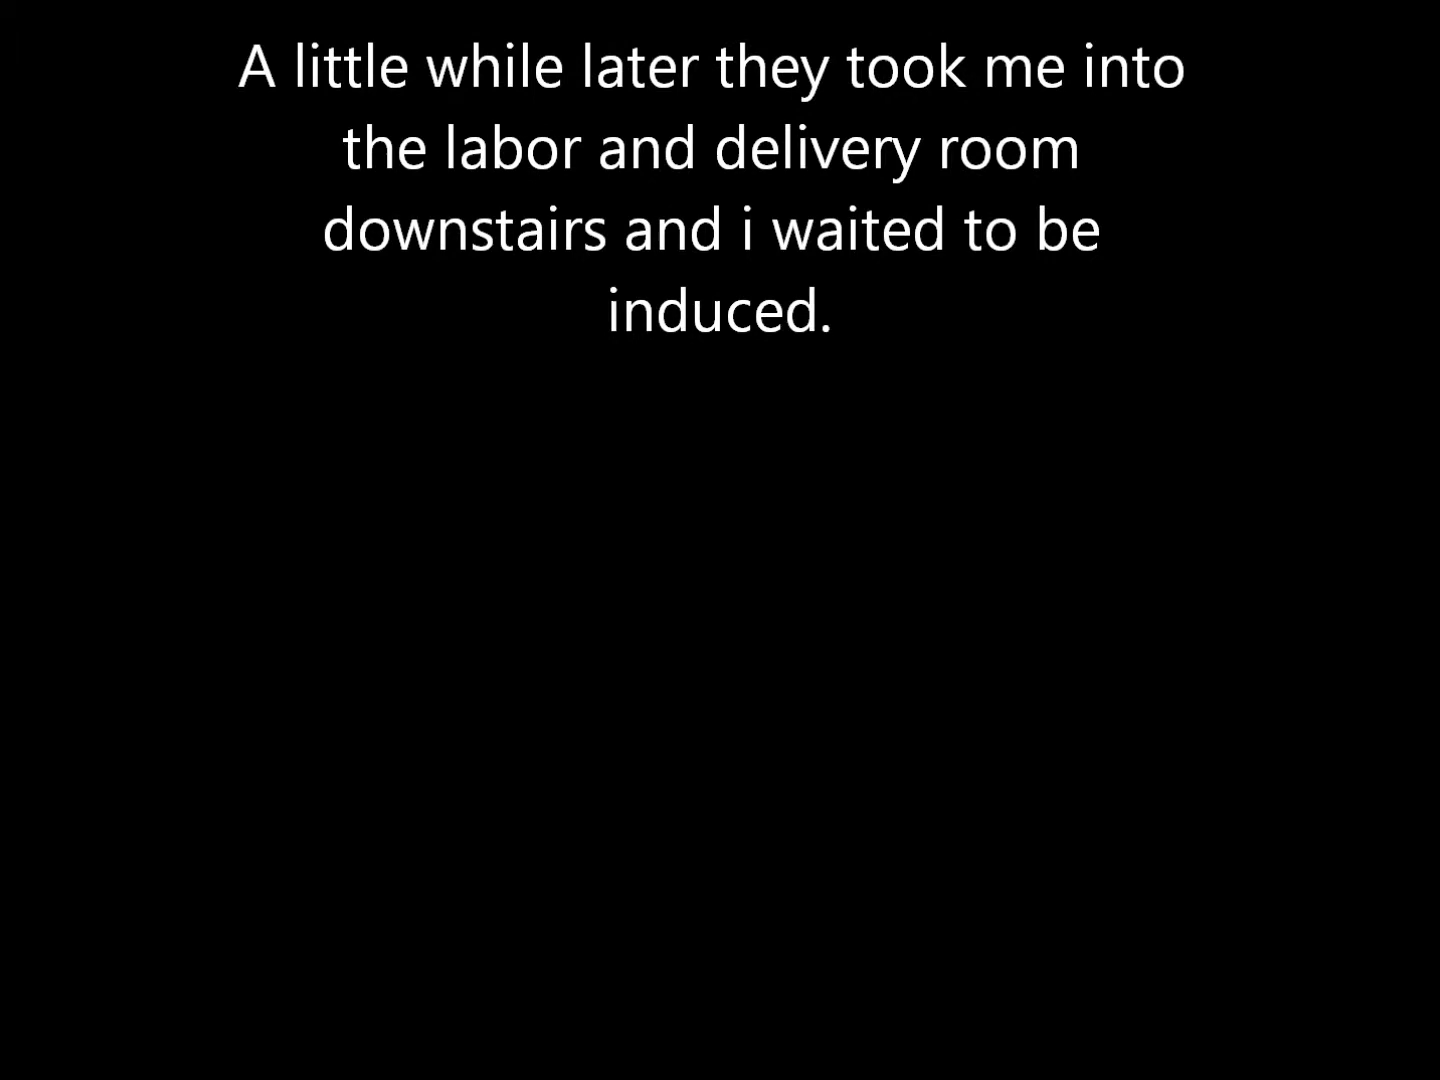 A little while later they took me into
the labor and delivery room
downstairs and i waited to be
induced.